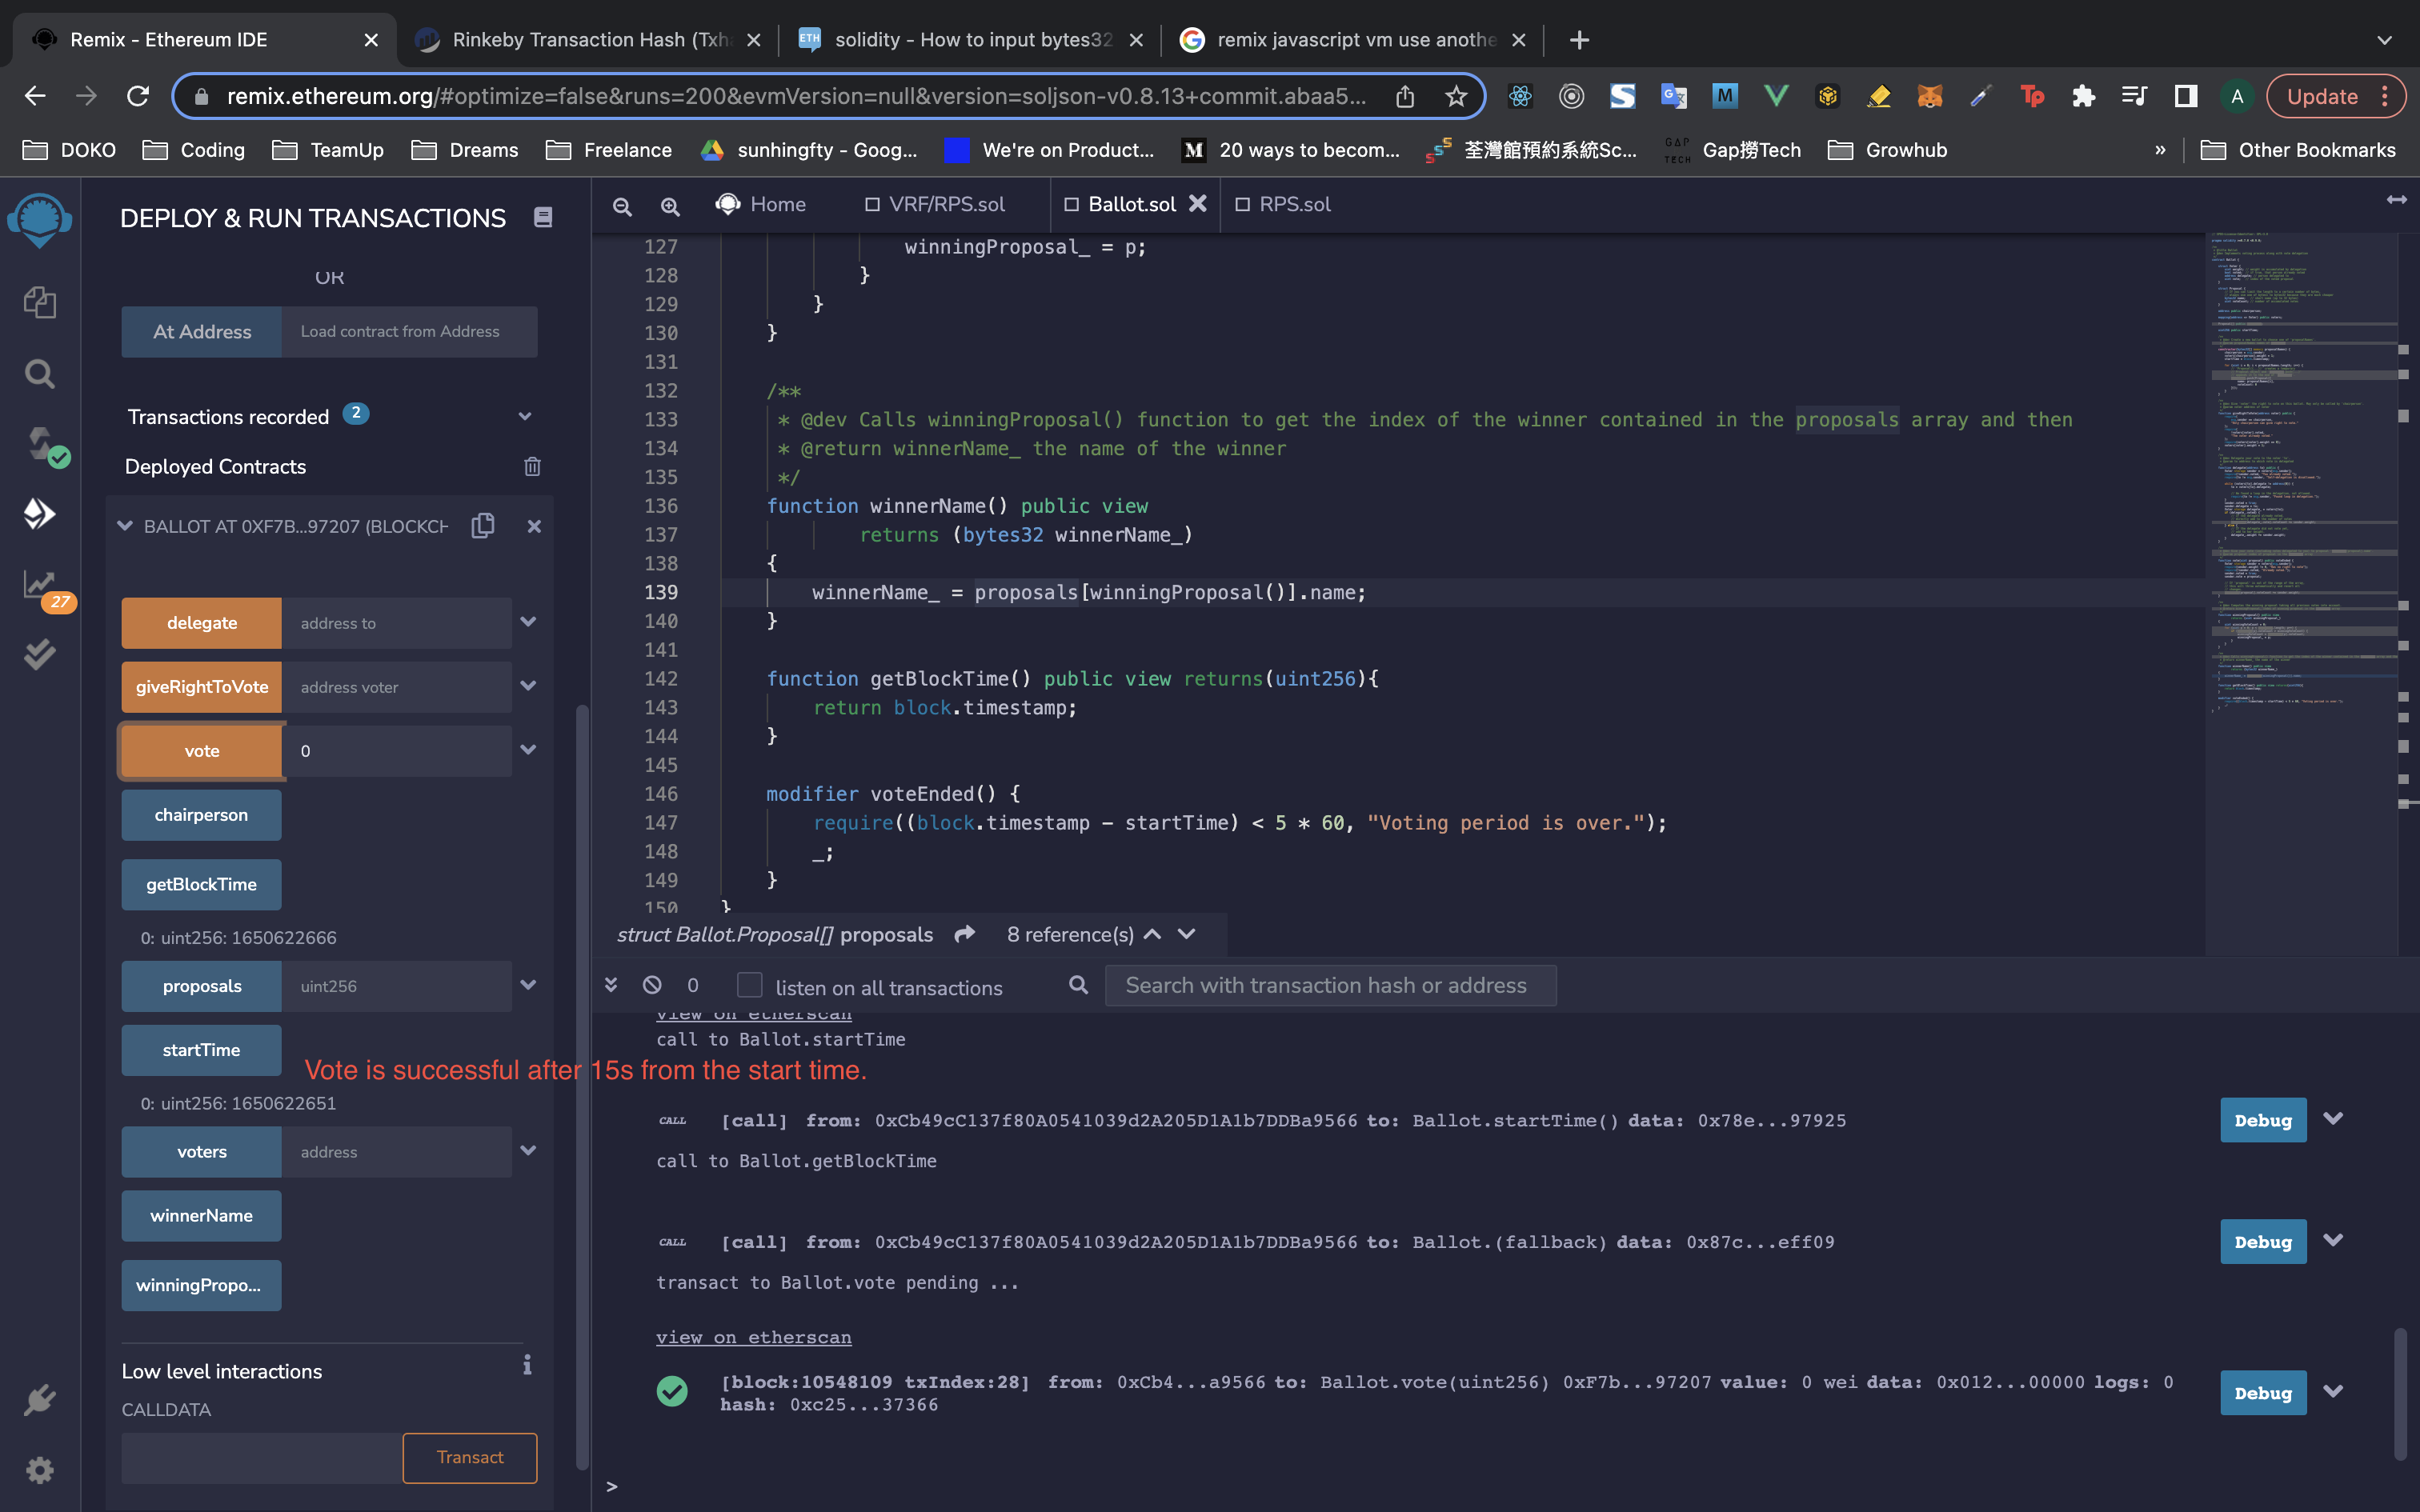 Remix - Ethereum IDE
Rinkeby Transaction Hash (Txh
solidity - How to input bytes32
remix javascript vm use anothe
remix.ethereum.org/#optimize=false&runs=200&evmVersion=null&version=soljson-v0.8.13+commit.abaa5...
A
Update
DOKO
Coding
TeamUp
Dreams
Freelance
sunhingfty - Goog...
We're on Product...
20 ways to becom...
荃灣館預約系統Sc...
GAP TECH
Gap撈Tech
Growhub
»
Other Bookmarks
DEPLOY & RUN TRANSACTIONS
OR
At Address
Load contract from Address
Transactions recorded 2
Deployed Contracts
BALLOT AT 0XF7B...97207 (BLOCKCH
delegate
address to
giveRightToVote
address voter
vote
0
chairperson
getBlockTime
0: uint256: 1650622666
proposals
uint256
startTime
Vote is successful after 15s from the start time.
0: uint256: 1650622651
voters
address
winnerName
winningPropo...
Low level interactions
CALLDATA
Transact
27
Home
VRF/RPS.sol
Ballot.sol
RPS.sol
127 winningProposal_ = p;
128 }
129 }
130 }
131
132 /**
133 * @dev Calls winningProposal() function to get the index of the winner contained in the proposals array and then
134 * @return winnerName_ the name of the winner
135 */
136 function winnerName() public view
137 returns (bytes32 winnerName_)
138 {
139 winnerName_ = proposals[winningProposal()].name;
140 }
141
142 function getBlockTime() public view returns(uint256){
143 return block.timestamp;
144 }
145
146 modifier voteEnded() {
147 require((block.timestamp - startTime) < 5 * 60, "Voting period is over.");
148 _;
149 }
150 }
struct Ballot.Proposal[] proposals
8 reference(s)
0
listen on all transactions
Search with transaction hash or address
view on etherscan
call to Ballot.startTime
CALL [call] from: 0xCb49cC137f80A0541039d2A205D1A1b7DDBa9566 to: Ballot.startTime() data: 0x78e...97925
Debug
call to Ballot.getBlockTime
CALL [call] from: 0xCb49cC137f80A0541039d2A205D1A1b7DDBa9566 to: Ballot.(fallback) data: 0x87c...eff09
Debug
transact to Ballot.vote pending ...
view on etherscan
[block:10548109 txIndex:28] from: 0xCb4...a9566 to: Ballot.vote(uint256) 0xF7b...97207 value: 0 wei data: 0x012...00000 logs: 0
hash: 0xc25...37366
Debug
>